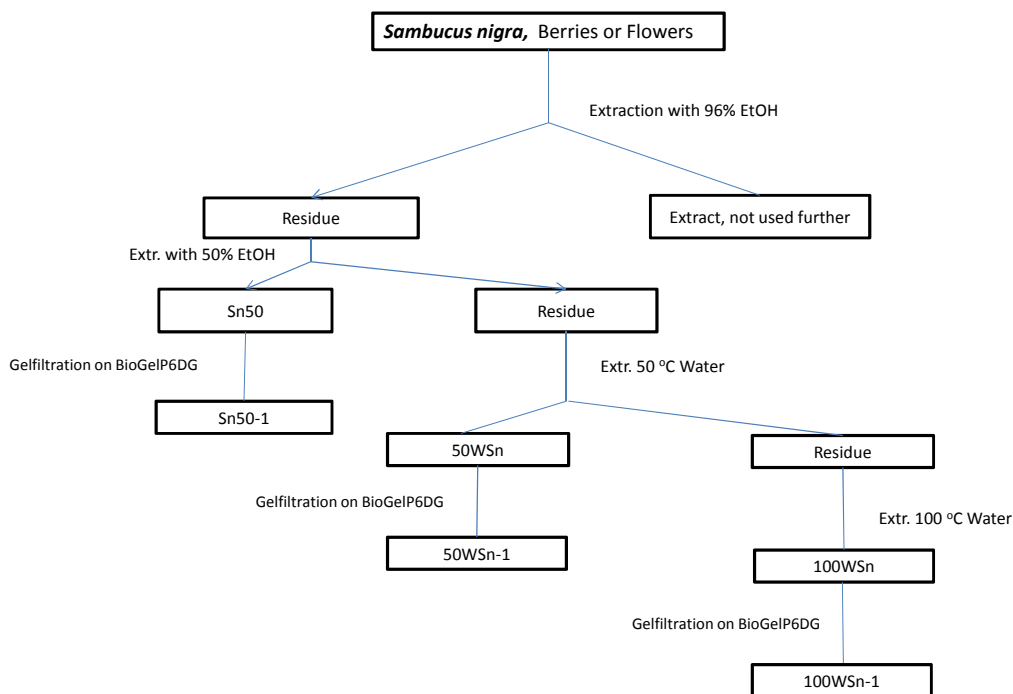 Sambucus nigra, Berries or Flowers
Extraction with 96% EtOH
Residue
Extract, not used further
Extr. with 50% EtOH
Sn50
Residue
Gelfiltration on BioGelP6DG
Extr. 50 °C Water
Sn50-1
50WSn
Residue
Gelfiltration on BioGelP6DG
Extr. 100 °C Water
50WSn-1
100WSn
Gelfiltration on BioGelP6DG
100WSn-1